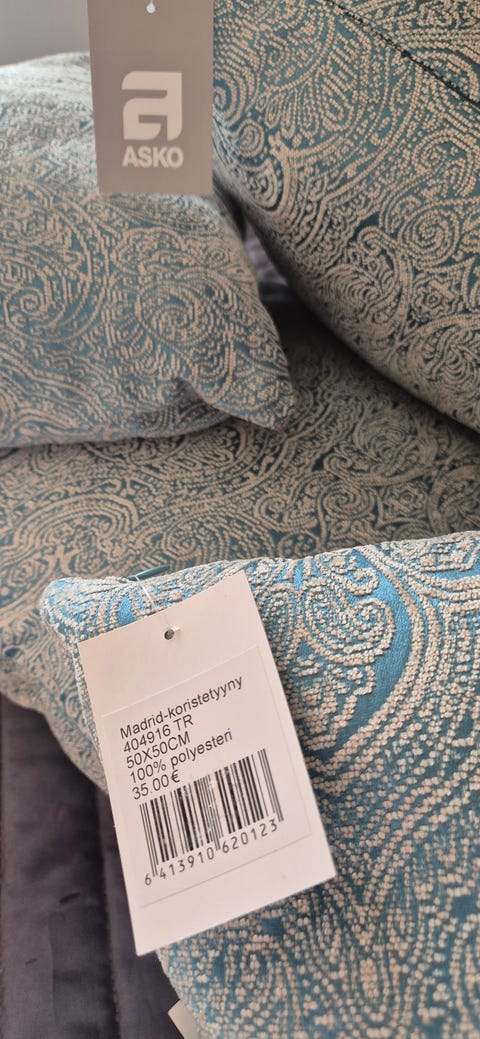 ASKO
Madrid-koristetyyny
404916 TR
50X50CM
100% polyesteri
35.00€
6 413910 620123